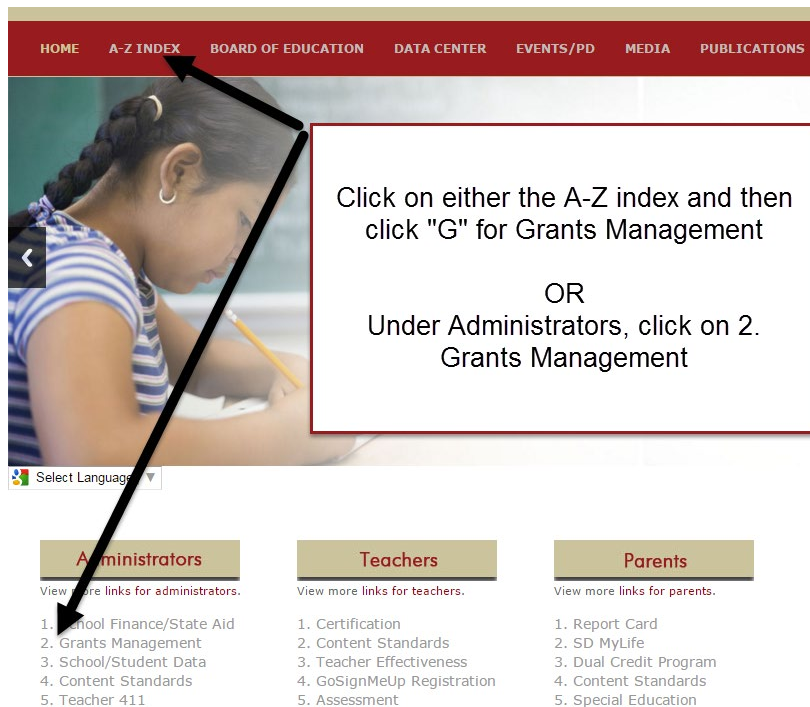 HOME A-Z INDEX BOARD OF EDUCATION DATA CENTER EVENTS/PD MEDIA PUBLICATIONS
Click on either the A-Z index and then
click "G" for Grants Management
OR
Under Administrators, click on 2.
Grants Management
Select Language ▼
Administrators
View more links for administrators.
1. School Finance/State Aid
2. Grants Management
3. School/Student Data
4. Content Standards
5. Teacher 411
Teachers
View more links for teachers.
1. Certification
2. Content Standards
3. Teacher Effectiveness
4. GoSignMeUp Registration
5. Assessment
Parents
View more links for parents.
1. Report Card
2. SD MyLife
3. Dual Credit Program
4. Content Standards
5. Special Education